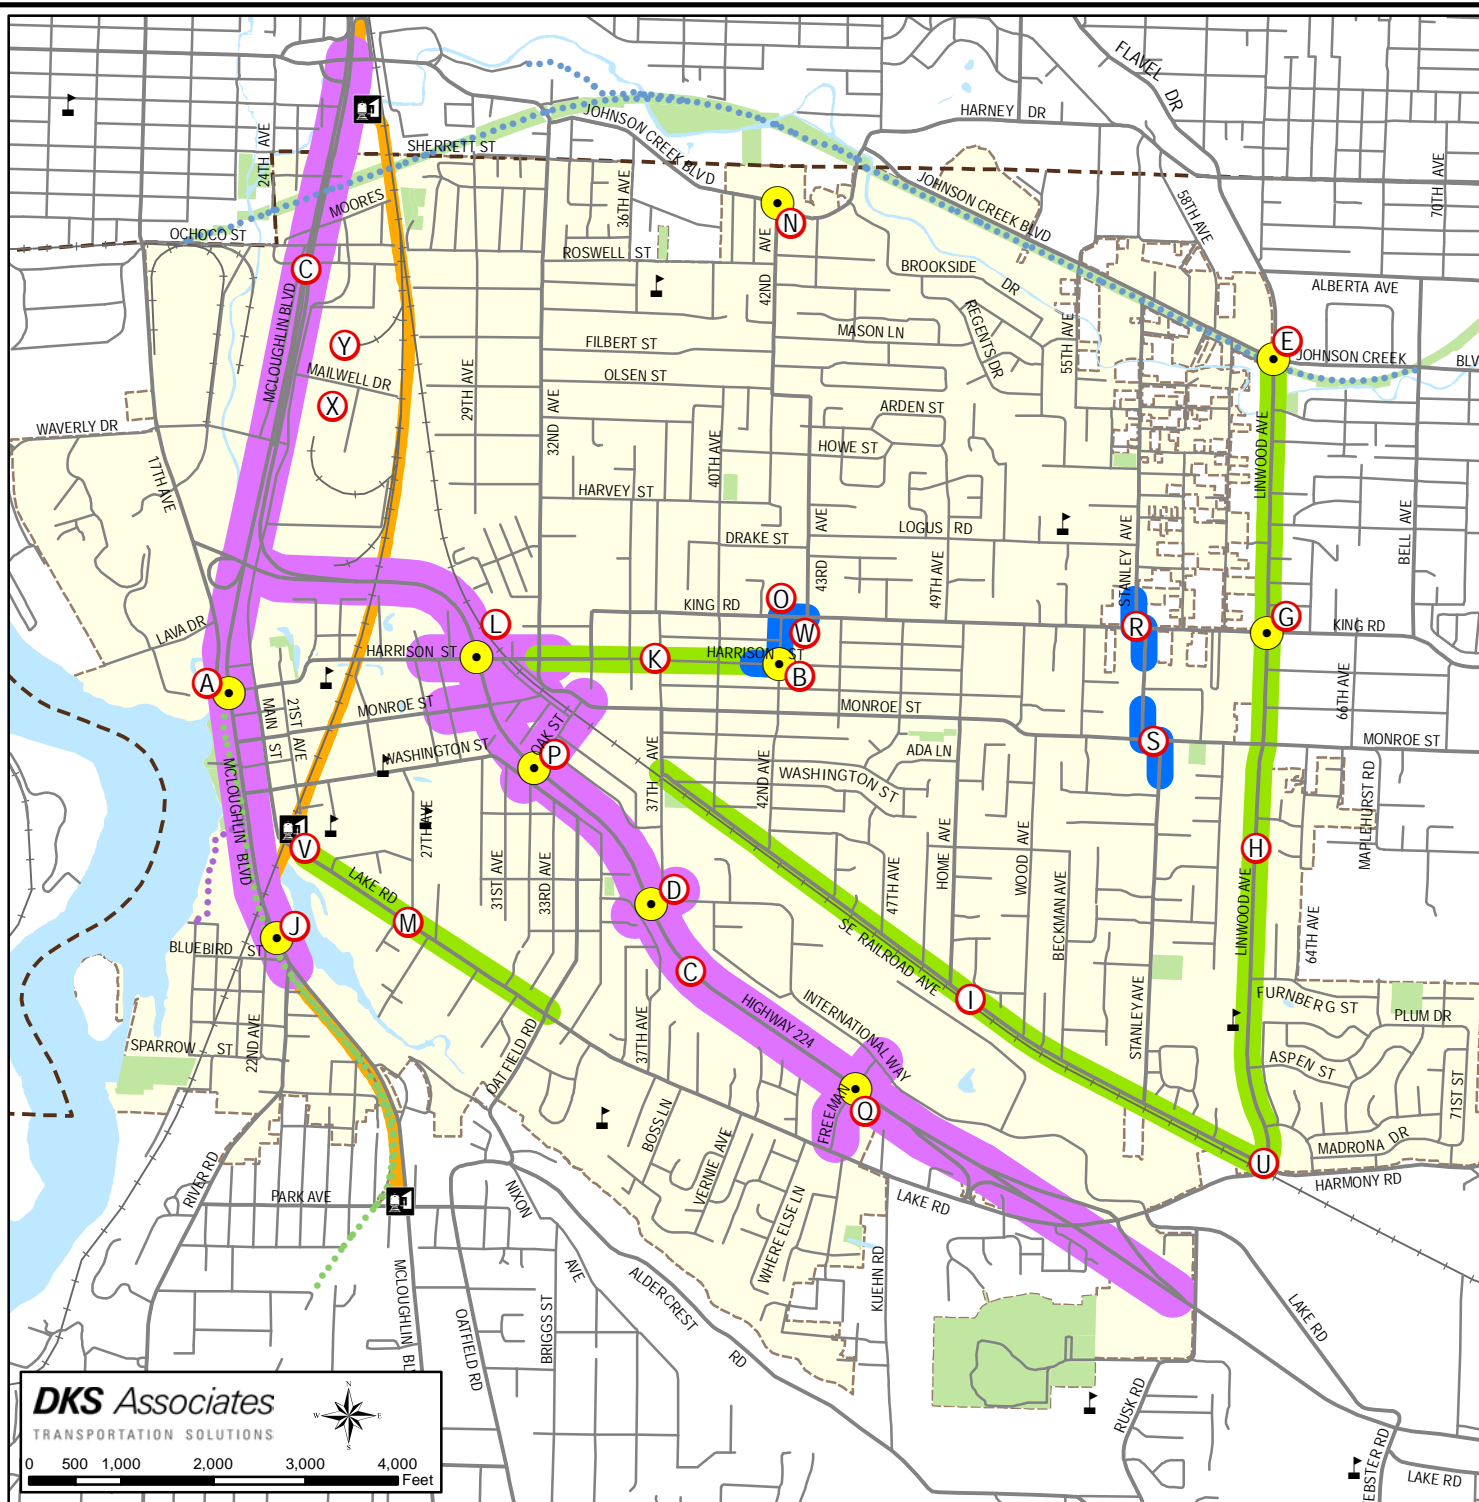 FLAVEL DR
HARNEY DR
JOHNSON CREEK BLVD
24TH AVE
SHERRETT ST
36TH AVE
70TH AVE
MOORES
58TH AVE
JOHNSON CREEK BLVD
OCHOCO ST
N
ROSWELL ST
42ND AVE
BROOKSIDE DR
C
ALBERTA AVE
MCLOUGHLIN BLVD
REGENTS DR
MASON LN
55TH AVE
Y
FILBERT ST
E
JOHNSON CREEK BLV
MAILWELL DR
29TH AVE
OLSEN ST
X
32ND AVE
ARDEN ST
WAVERLY DR
40TH AVE
HOWE ST
LINWOOD AVE
17TH AVE
HARVEY ST
43RD AVE
LOGUS RD
STANLEY AVE
BELL AVE
DRAKE ST
49TH AVE
O
KING RD
G
LAVA DR
L
W
R
KING RD
HARRISON ST
K
HARRISON ST
B
A
66TH AVE
MAIN ST
21ST AVE
MONROE ST
MONROE ST
OAK ST
P
S
MONROE ST
WASHINGTON ST
37TH AVE
42ND AVE
ADA LN
WASHINGTON ST
MAPLEHURST RD
MCLOUGHLIN BLVD
27TH AVE
V
H
LAKE RD
31ST AVE
33RD AVE
D
47TH AVE
HOME AVE
WOOD AVE
BECKMAN AVE
LINWOOD AVE
64TH AVE
M
J
BLUEBIRD ST
SE RAILROAD AVE
C
I
HIGHWAY 224
INTERNATIONAL WAY
FURNBERG ST
PLUM DR
22ND AVE
SPARROW ST
OATFIELD RD
37TH AVE
STANLEY AVE
ASPEN ST
71ST ST
FREEMAN
Q
BOSS LN
VERNIE AVE
MADRONA DR
U
HARMONY RD
RIVER RD
PARK AVE
NIXON AVE
LAKE RD
WHERE ELSE LN
KUEHN RD
MCLOUGHLIN BL
OATFIELD RD
BRIGGS ST
ALDERCREST RD
LAKE RD
DKS Associates
TRANSPORTATION SOLUTIONS
N
W E
S
0 500 1,000 2,000 3,000 4,000
Feet
RUSK RD
EBSTER RD
LAKE RD